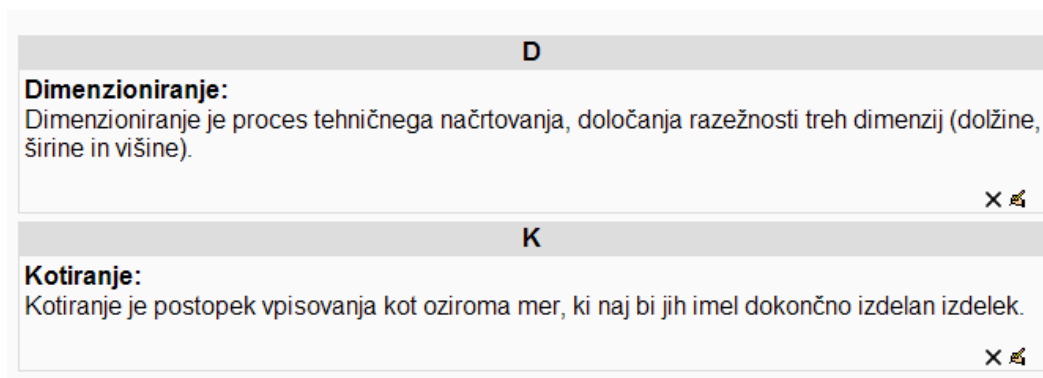 D
Dimenzioniranje:
Dimenzioniranje je proces tehničnega načrtovanja, določanja razežnosti treh dimenzij (dolžine,
širine in višine).
K
Kotiranje:
Kotiranje je postopek vpisovanja kot oziroma mer, ki naj bi jih imel dokončno izdelan izdelek.